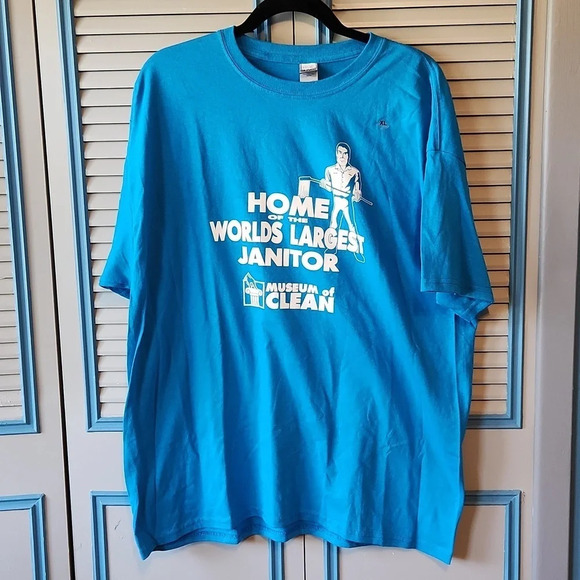 XL
HOME
OF THE
WORLDS LARGEST
JANITOR
MUSEUM of
CLEAN